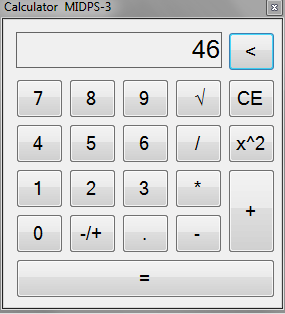 Calculator MIDPS-3 x
46 <
7 8 9 √ CE
4 5 6 / x^2
1 2 3 * +
0 -/+ . -
=